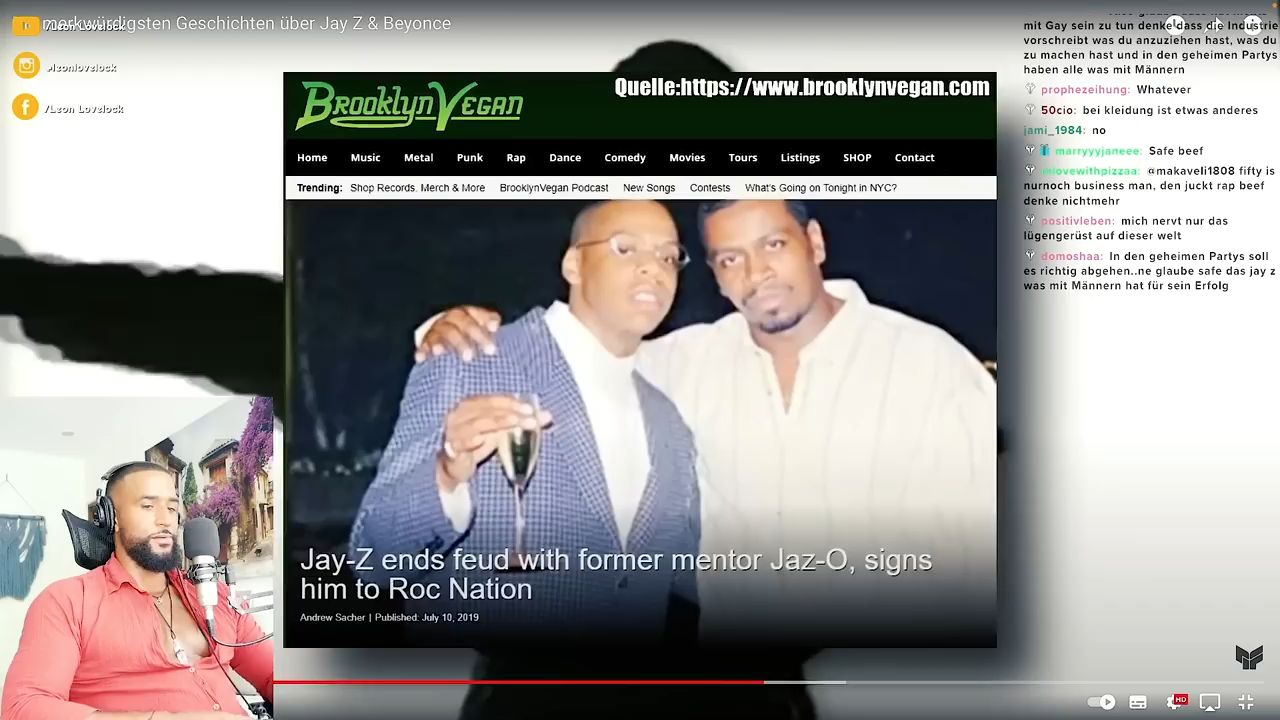 merkwürdigsten Geschichten über Jay Z & Beyonce
/Leon Lovelock
/leonlovelock
/Leon Lovelock
Quelle:https://www.brooklynvegan.com
BROOKLYNVEGAN
Home Music Metal Punk Rap Dance Comedy Movies Tours Listings SHOP Contact
Trending: Shop Records, Merch & More BrooklynVegan Podcast New Songs Contests What's Going on Tonight in NYC?
Jay-Z ends feud with former mentor Jaz-O, signs
him to Roc Nation
Andrew Sacher | Published: July 10, 2019
mit Gay sein zu tun denke dass die Industrie
vorschreibt was du anzuziehen hast, was du
zu machen hast und in den geheimen Partys
haben alle was mit Männern
prophezeihung: Whatever
50cio: bei kleidung ist etwas anderes
jami_1984: no
marryyyjaneee: Safe beef
@makaveli1808 fifty is
nurnoch business man, den juckt rap beef
denke nichtmehr
positivleben: mich nervt nur das
lügengerüst auf dieser welt
domoshaa: In den geheimen Partys soll
es richtig abgehen..ne glaube safe das jay z
was mit Männern hat für sein Erfolg
HD